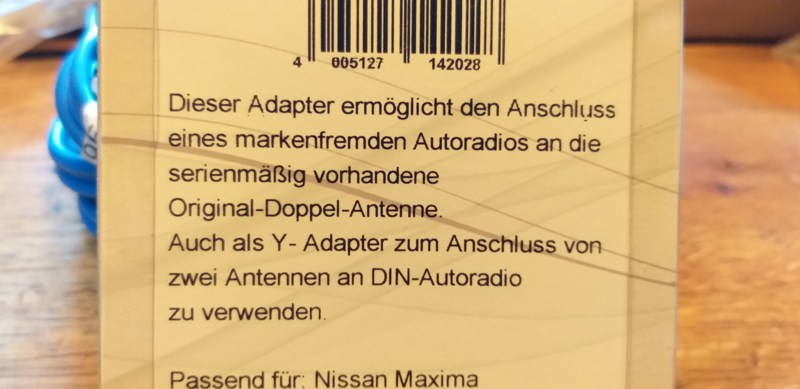 4 005127 142028
Dieser Adapter ermöglicht den Anschluss
eines markenfremden Autoradios an die
serienmäßig vorhandene
Original-Doppel-Antenne.
Auch als Y- Adapter zum Anschluss von
zwei Antennen an DIN-Autoradio
zu verwenden.
Passend für: Nissan Maxima